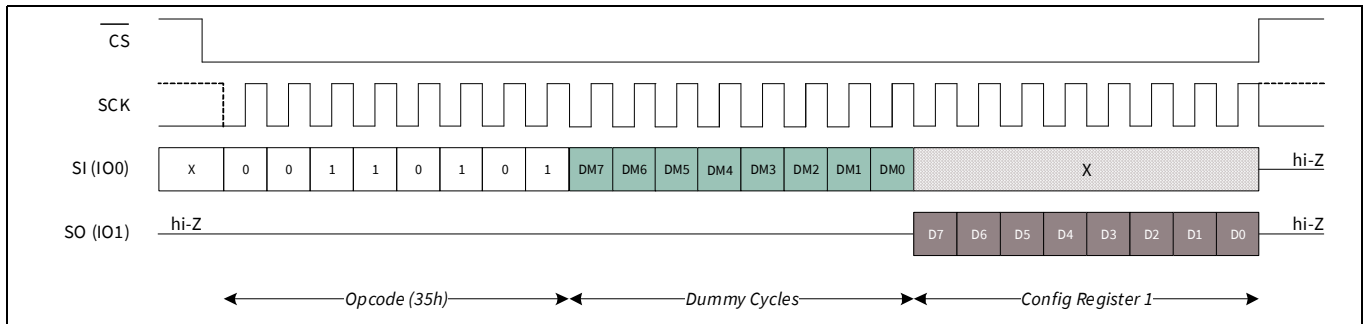 CS
SCK
SI (IO0) X 0 0 1 1 0 1 0 1 DM7 DM6 DM5 DM4 DM3 DM2 DM1 DM0 X hi-Z
SO (IO1) hi-Z D7 D6 D5 D4 D3 D2 D1 D0 hi-Z
Opcode (35h) Dummy Cycles Config Register 1